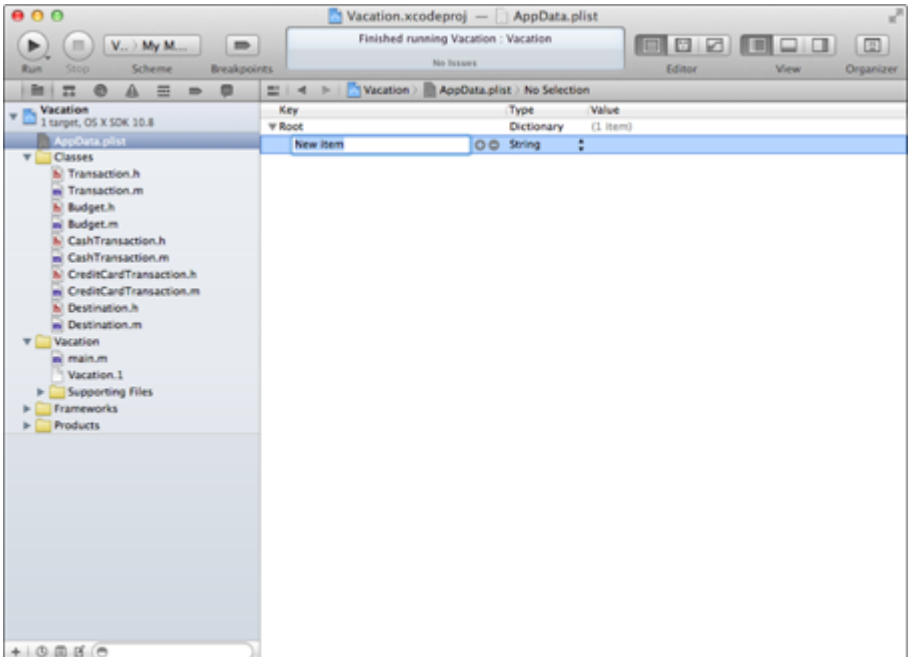 Vacation.xcodeproj — AppData.plist
V.. My M...
Finished running Vacation : Vacation
No Issues
Run Stop Scheme Breakpoints Editor View Organizer
Vacation AppData.plist No Selection
Vacation
1 target, OS X SDK 10.8
AppData.plist
Classes
Transaction.h
Transaction.m
Budget.h
Budget.m
CashTransaction.h
CashTransaction.m
CreditCardTransaction.h
CreditCardTransaction.m
Destination.h
Destination.m
Vacation
main.m
Vacation.1
Supporting Files
Frameworks
Products
Key Type Value
Root Dictionary (1 item)
New item String